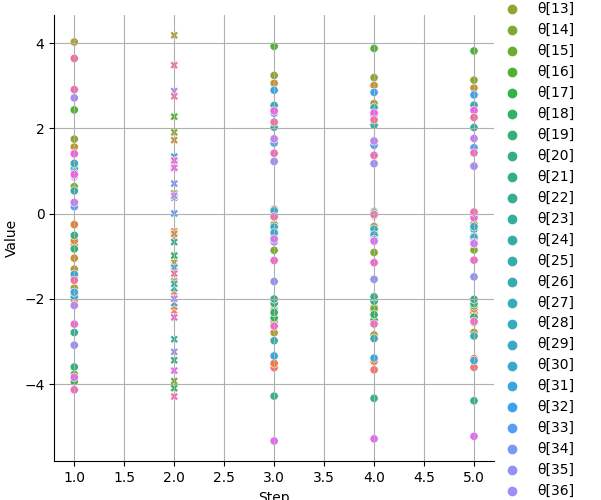 4
2
0
−2
−4
Value
1.0 1.5 2.0 2.5 3.0 3.5 4.0 4.5 5.0
Step
θ[13]
θ[14]
θ[15]
θ[16]
θ[17]
θ[18]
θ[19]
θ[20]
θ[21]
θ[22]
θ[23]
θ[24]
θ[25]
θ[26]
θ[27]
θ[28]
θ[29]
θ[30]
θ[31]
θ[32]
θ[33]
θ[34]
θ[35]
θ[36]